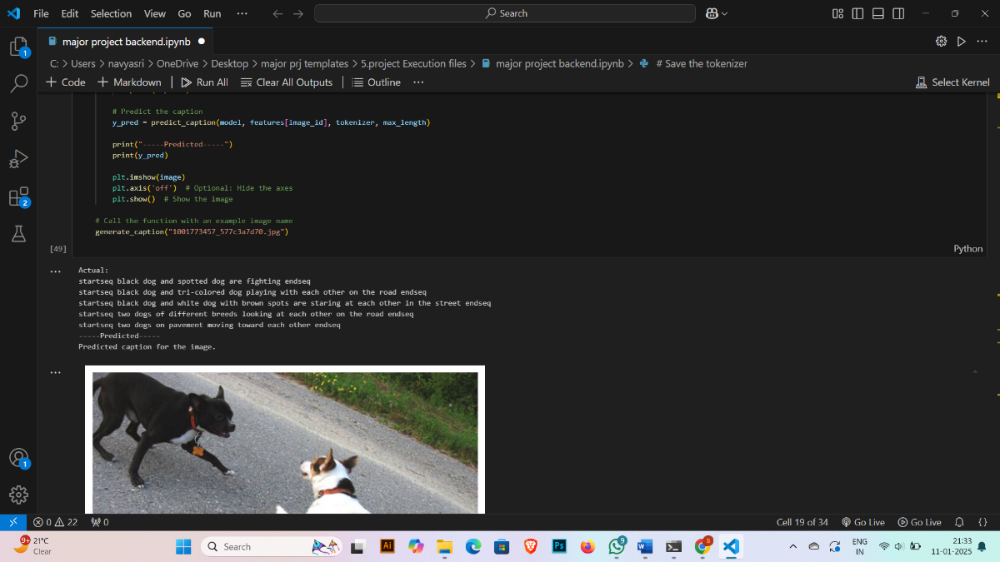 File Edit Selection View Go Run ··· Search
major project backend.ipynb
C: > Users > navyasri > OneDrive > Desktop > major prj templates > 5.project Execution files > major project backend.ipynb > # Save the tokenizer
+ Code + Markdown | Run All Clear All Outputs | Outline ··· Select Kernel
# Predict the caption
y_pred = predict_caption(model, features[image_id], tokenizer, max_length)
print("-----Predicted-----")
print(y_pred)
plt.imshow(image)
plt.axis('off') # Optional: Hide the axes
plt.show() # Show the image
# Call the function with an example image name
generate_caption("1001773457_577c3a7d70.jpg")
[49]
Python
Actual:
startseq black dog and spotted dog are fighting endseq
startseq black dog and tri-colored dog playing with each other on the road endseq
startseq black dog and white dog with brown spots are staring at each other in the street endseq
startseq two dogs of different breeds looking at each other on the road endseq
startseq two dogs on pavement moving toward each other endseq
-----Predicted-----
Predicted caption for the image.
1
2
1
0 22 0 Cell 19 of 34 Go Live Go Live {}
9+ 21°C
Clear
Search
Ai Ps 9 W S
ENG
IN
21:33
11-01-2025